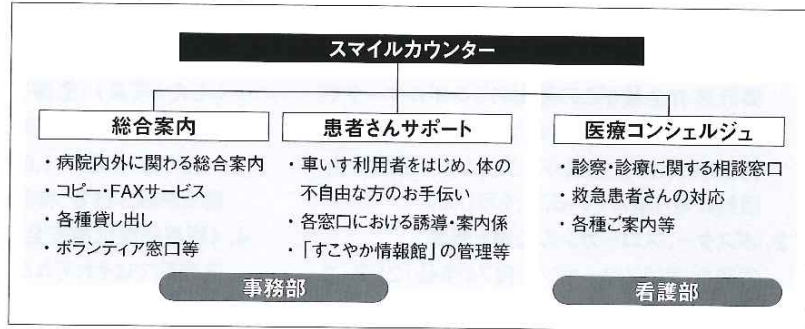 スマイルカウンター
総合案内
・病院内外に関わる総合案内
・コピー・FAXサービス
・各種貸し出し
・ボランティア窓口等
患者さんサポート
・車いす利用者をはじめ、体の
不自由な方のお手伝い
・各窓口における誘導・案内係
・「すこやか情報館」の管理等
医療コンシェルジュ
・診察・診療に関する相談窓口
・救急患者さんの対応
・各種ご案内等
事務部
看護部